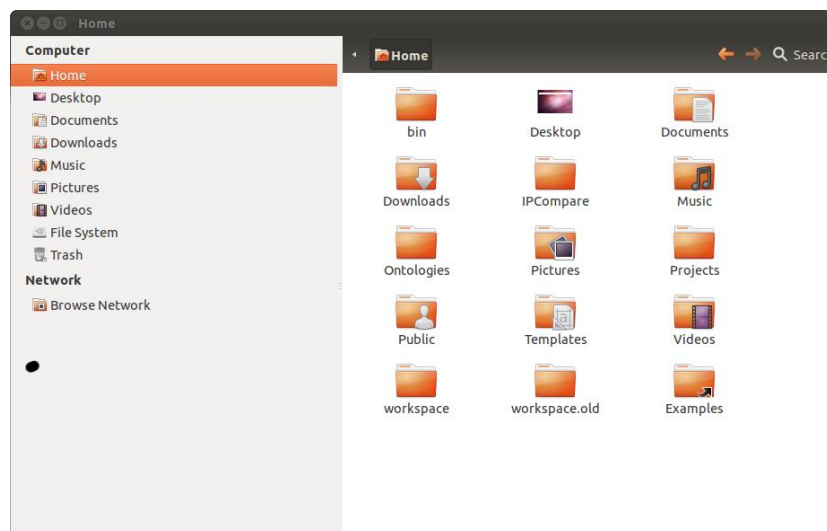 Home
Computer
Home
Desktop
Documents
Downloads
Music
Pictures
Videos
File System
Trash
Network
Browse Network
Home
Searc
bin
Desktop
Documents
Downloads
IPCompare
Music
Ontologies
Pictures
Projects
Public
Templates
Videos
workspace
workspace.old
Examples